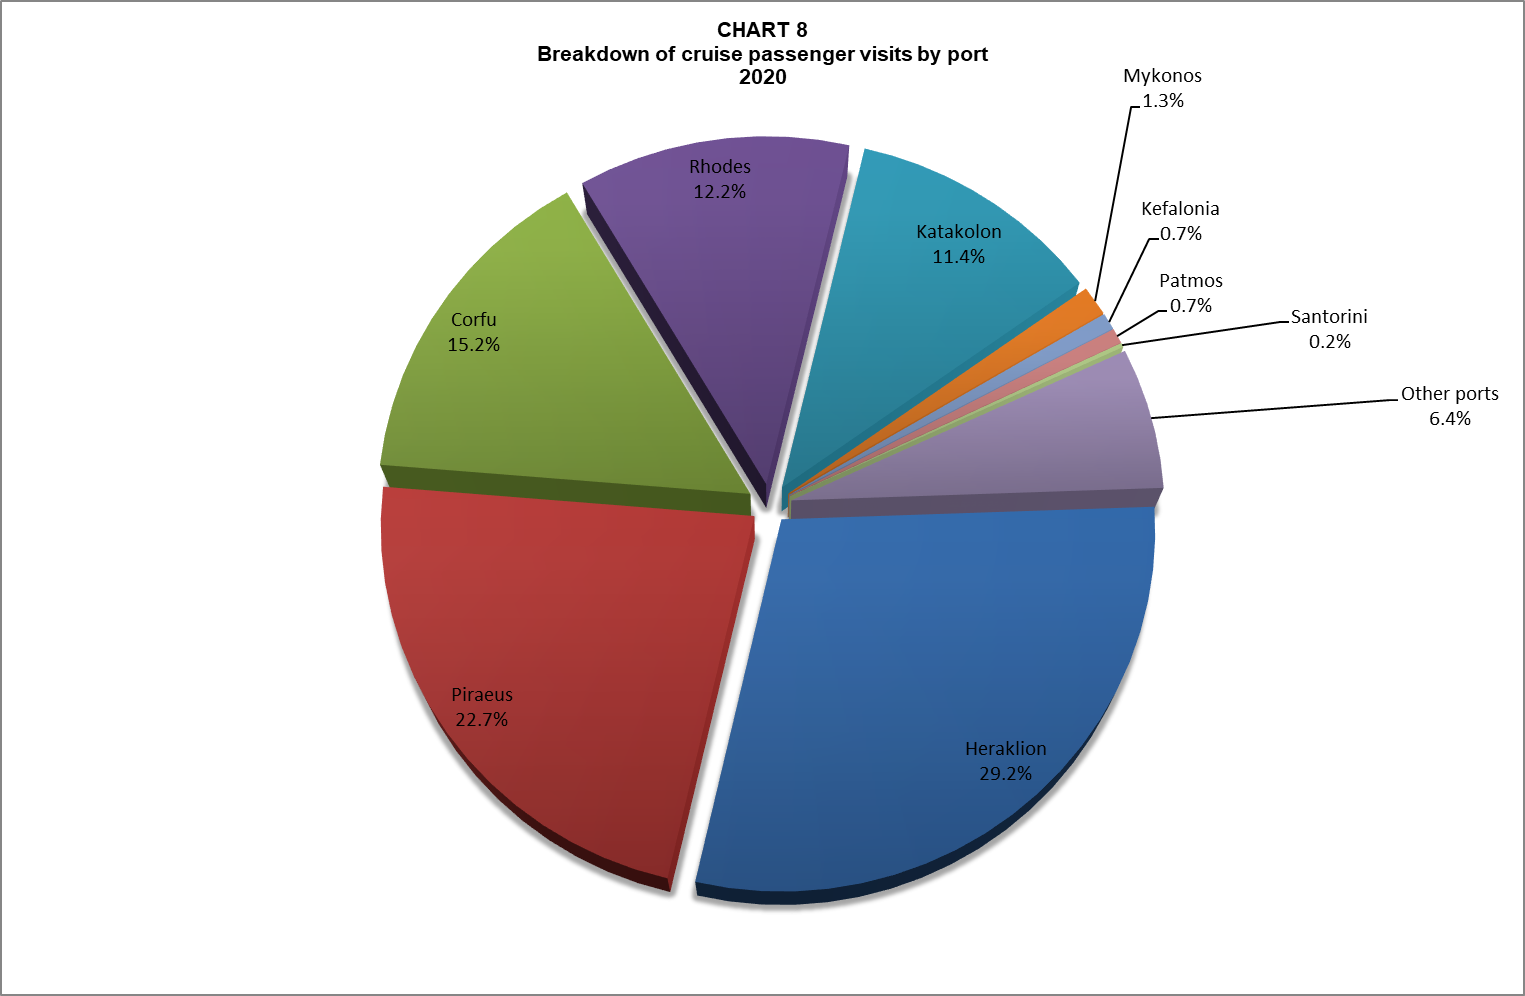 CHART 8
Breakdown of cruise passenger visits by port
2020
Mykonos
1.3%
Rhodes
12.2%
Katakolon
11.4%
Kefalonia
0.7%
Patmos
0.7%
Santorini
0.2%
Corfu
15.2%
Other ports
6.4%
Piraeus
22.7%
Heraklion
29.2%